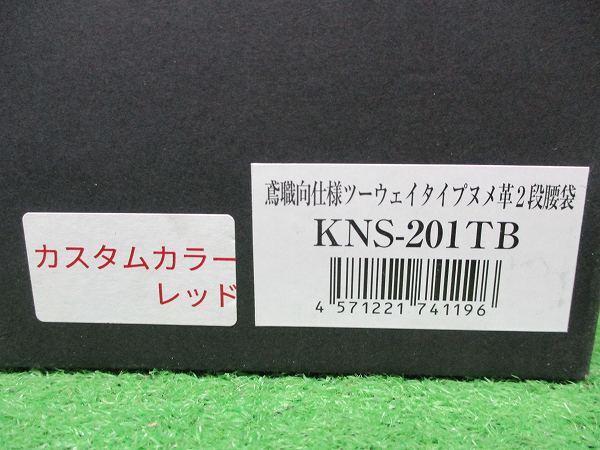 カスタムカラー
レッド
鳶職向仕様ツーウェイタイプヌメ革2段腰袋
KNS-201TB
4 571221 741196